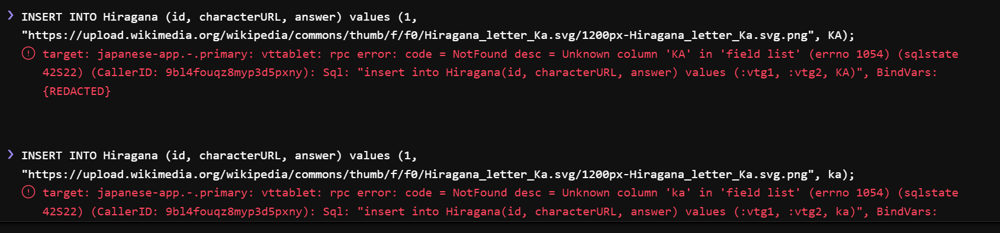 ❯ INSERT INTO Hiragana (id, characterURL, answer) values (1,
"https://upload.wikimedia.org/wikipedia/commons/thumb/f/f0/Hiragana_letter_Ka.svg/1200px-Hiragana_letter_Ka.svg.png", KA);
target: japanese-app.-.primary: vttablet: rpc error: code = NotFound desc = Unknown column 'KA' in 'field list' (errno 1054) (sqlstate
42S22) (CallerID: 9bl4fouqz8myp3d5pxny): Sql: "insert into Hiragana(id, characterURL, answer) values (:vtg1, :vtg2, KA)", BindVars:
{REDACTED}
❯ INSERT INTO Hiragana (id, characterURL, answer) values (1,
"https://upload.wikimedia.org/wikipedia/commons/thumb/f/f0/Hiragana_letter_Ka.svg/1200px-Hiragana_letter_Ka.svg.png", ka);
target: japanese-app.-.primary: vttablet: rpc error: code = NotFound desc = Unknown column 'ka' in 'field list' (errno 1054) (sqlstate
42S22) (CallerID: 9bl4fouqz8myp3d5pxny): Sql: "insert into Hiragana(id, characterURL, answer) values (:vtg1, :vtg2, ka)", BindVars: